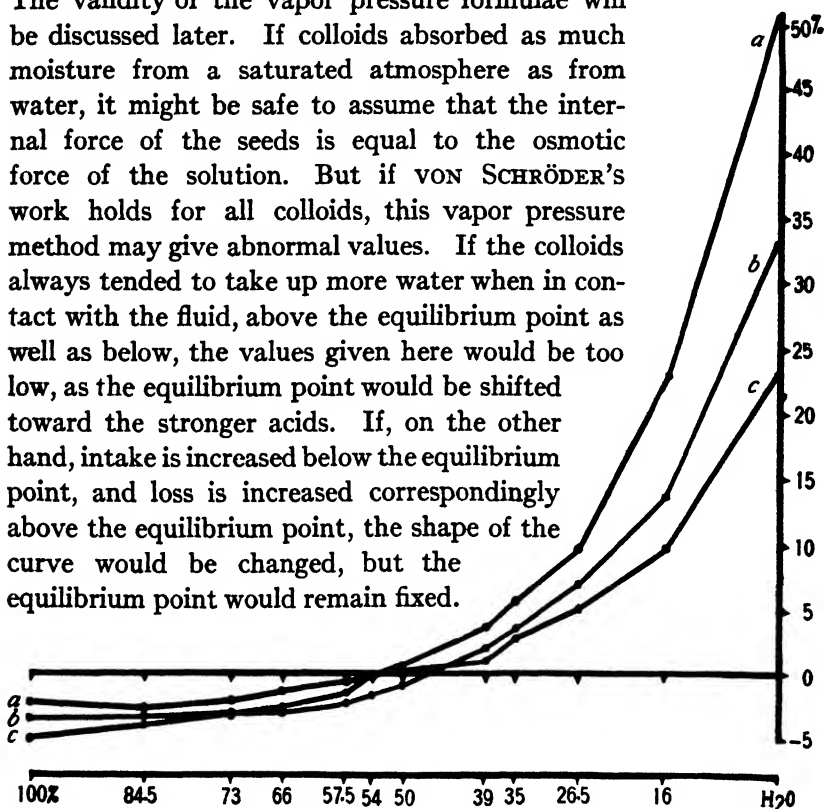 The validity of the vapor pressure formulae will
be discussed later. If colloids absorbed as much
moisture from a saturated atmosphere as from
water, it might be safe to assume that the inter-
nal force of the seeds is equal to the osmotic
force of the solution. But if VON SCHRÖDER'S
work holds for all colloids, this vapor pressure
method may give abnormal values. If the colloids
always tended to take up more water when in con-
tact with the fluid, above the equilibrium point as
well as below, the values given here would be too
low, as the equilibrium point would be shifted
toward the stronger acids. If, on the other
hand, intake is increased below the equilibrium
point, and loss is increased correspondingly
above the equilibrium point, the shape of the
curve would be changed, but the
equilibrium point would remain fixed.
a
b
c
50%
45
40
35
30
25
20
15
10
5
0
-5
a
b
c
100% 84.5 73 66 57.5 54 50 39 35 26.5 16 H2O